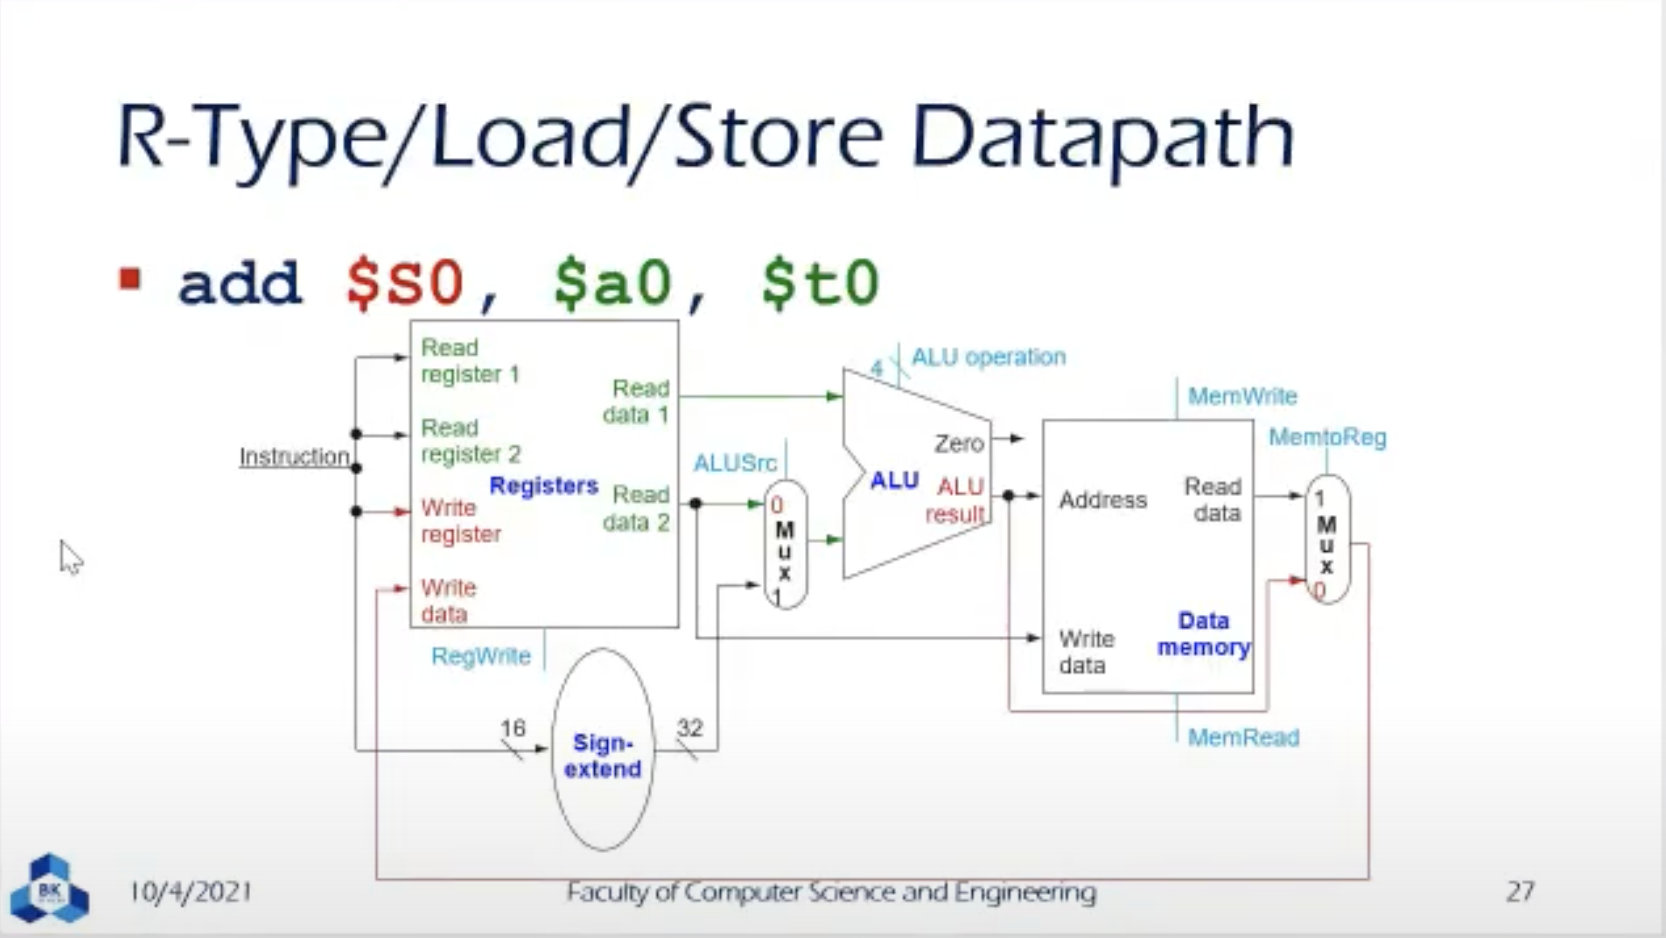 R-Type/Load/Store Datapath
add $S0, $a0, $t0
Read
register 1
Read
register 2
Write
register
Write
data
Registers
Read
data 1
Read
data 2
Instruction
RegWrite
16
Sign-
extend
32
ALUSrc
0
M
u
x
1
4
ALU operation
Zero
ALU
ALU
result
MemWrite
Address
Read
data
Write
data
Data
memory
MemRead
MemtoReg
1
M
u
x
0
BK
10/4/2021
Faculty of Computer Science and Engineering
27